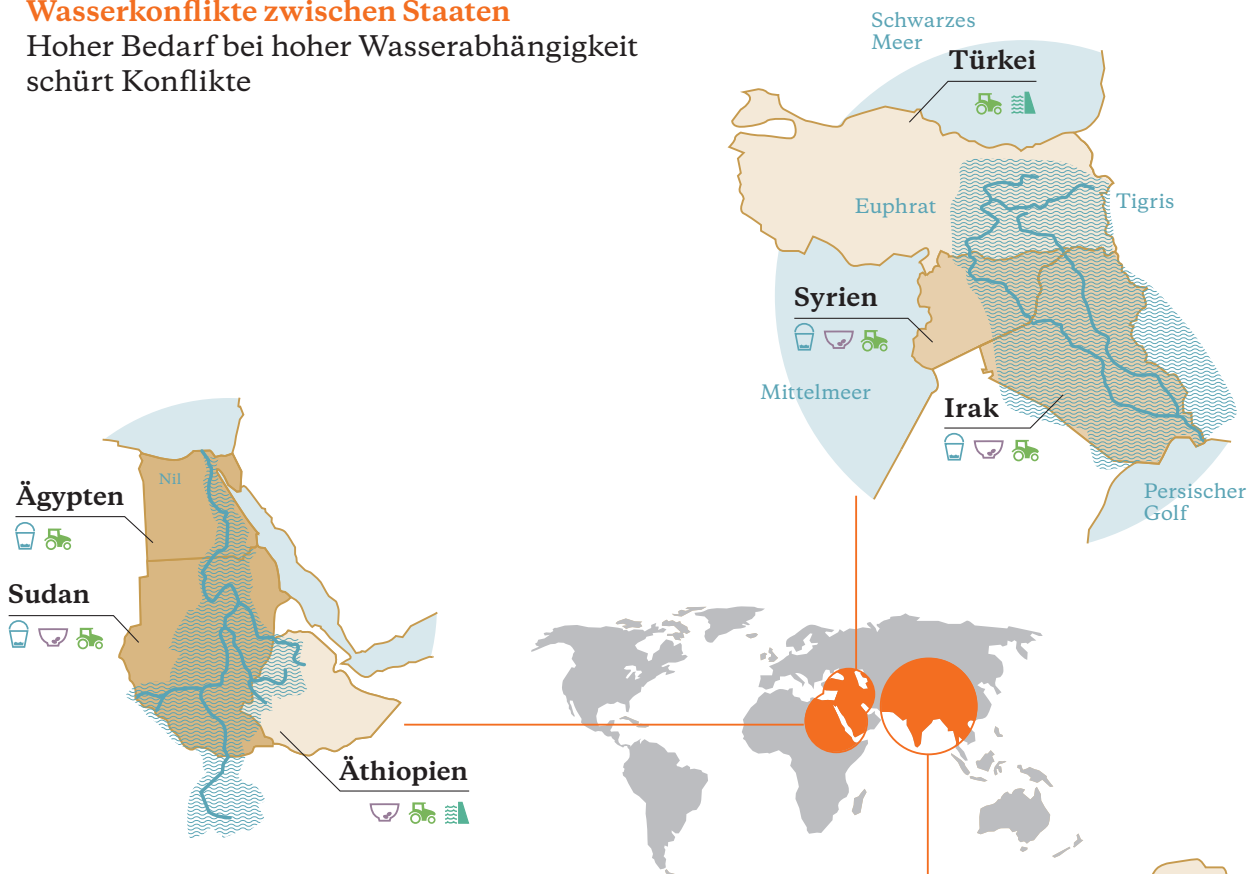 Wasserkonflikte zwischen Staaten
Hoher Bedarf bei hoher Wasserabhängigkeit
schürt Konflikte
Schwarzes
Meer
Türkei
Euphrat
Tigris
Syrien
Mittelmeer
Irak
Persischer
Golf
Nil
Ägypten
Sudan
Äthiopien